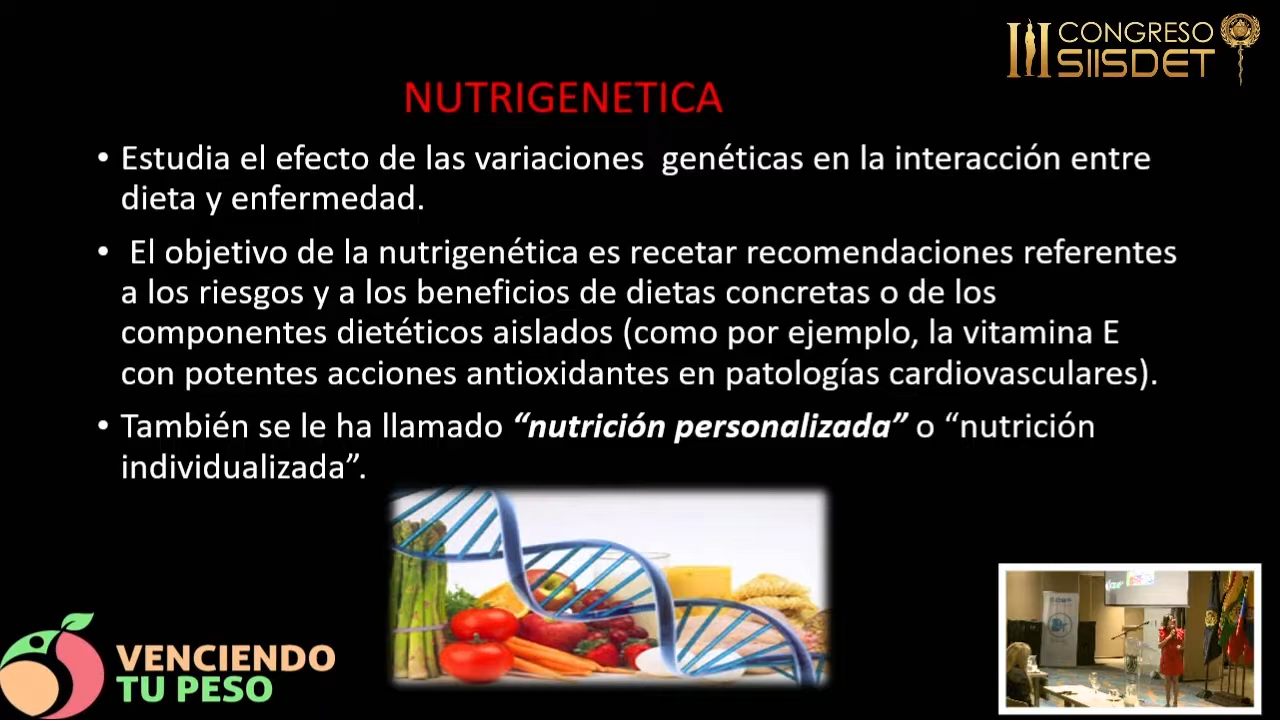 III CONGRESO
SIISDET
NUTRIGENETICA
• Estudia el efecto de las variaciones genéticas en la interacción entre
dieta y enfermedad.
• El objetivo de la nutrigenética es recetar recomendaciones referentes
a los riesgos y a los beneficios de dietas concretas o de los
componentes dietéticos aislados (como por ejemplo, la vitamina E
con potentes acciones antioxidantes en patologías cardiovasculares).
• También se le ha llamado “nutrición personalizada” o “nutrición
individualizada”.
VENCIENDO
TU PESO